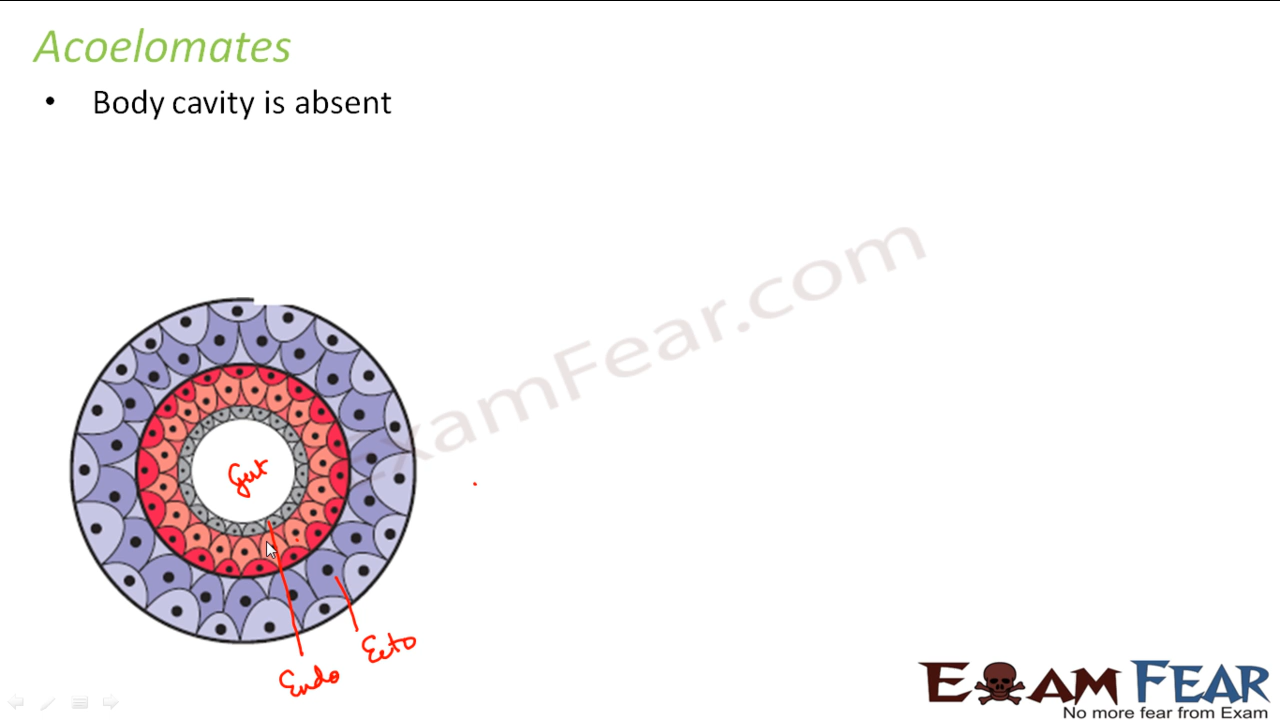 Acoelomates
• Body cavity is absent
ExamFear.com
Gut
Ecto
Endo
EXAM FEAR
No more fear from Exam